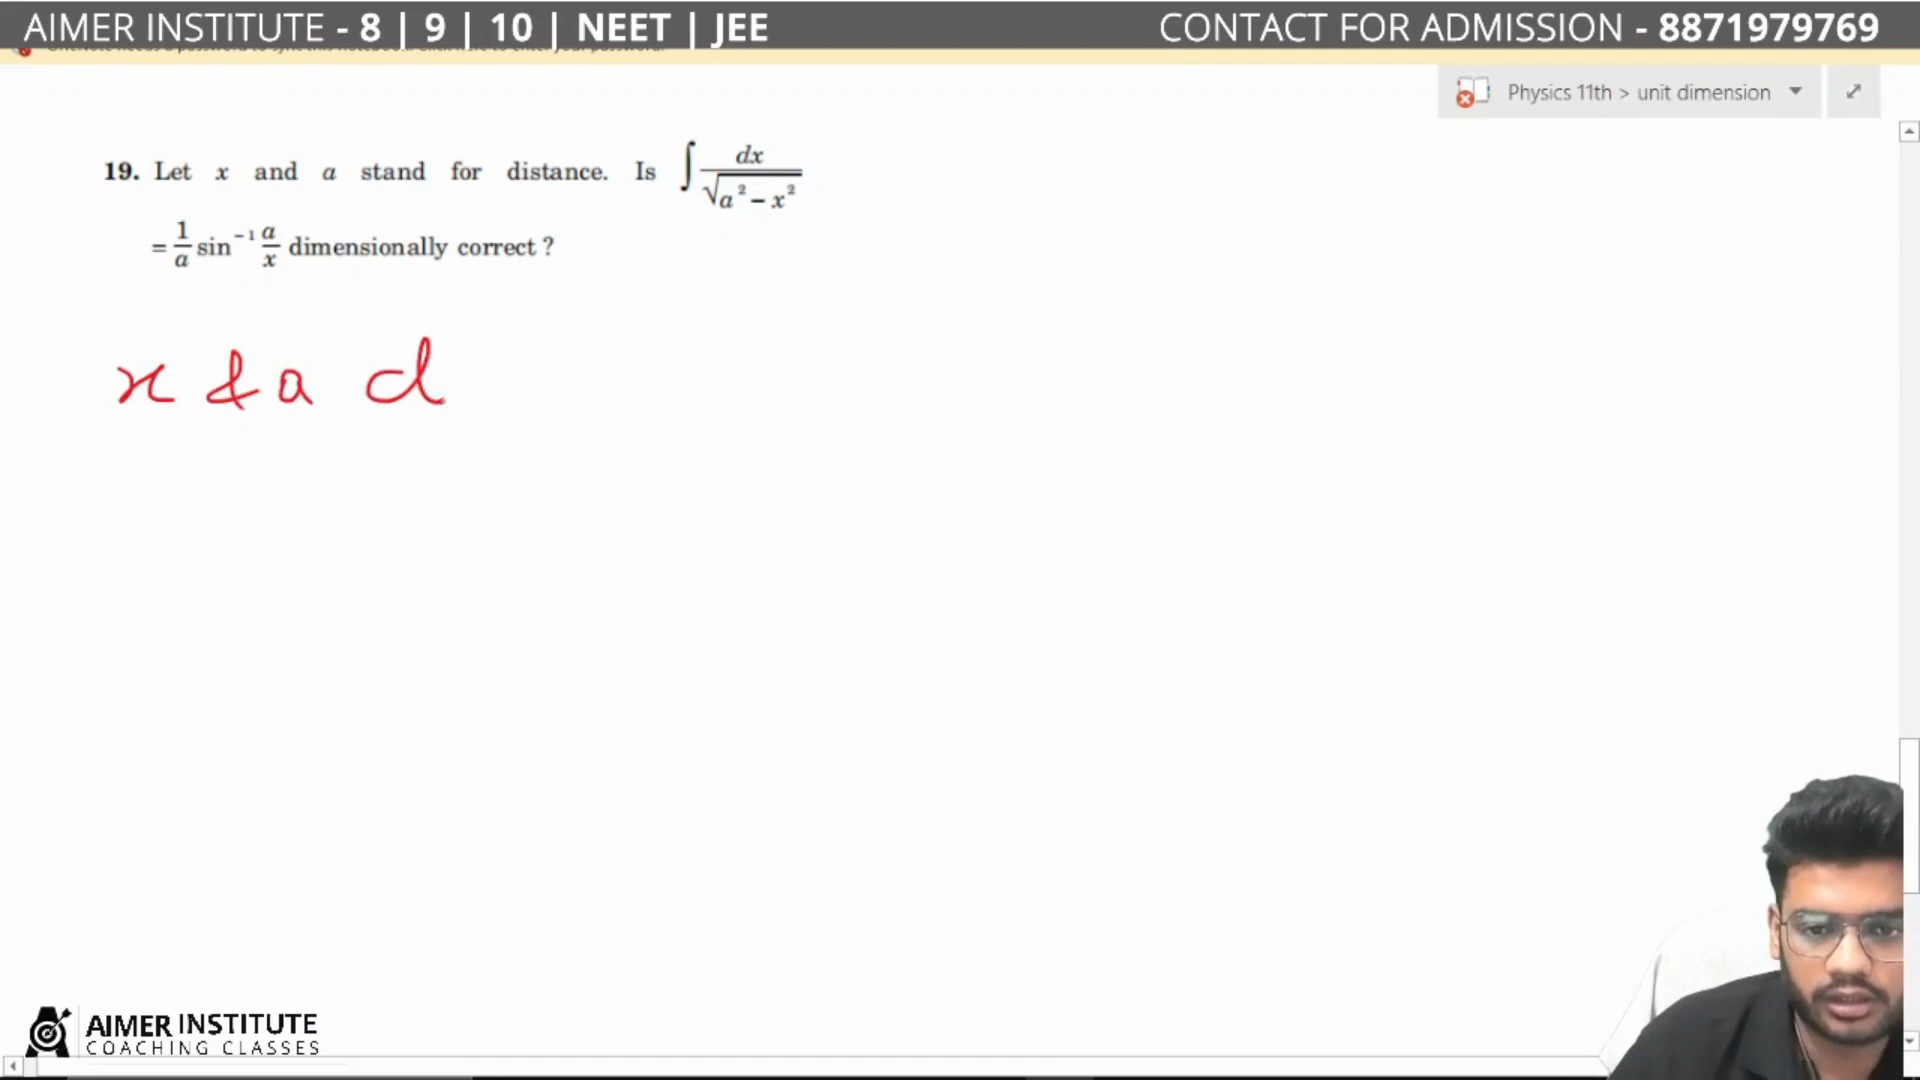 AIMER INSTITUTE - 8 | 9 | 10 | NEET | JEE
CONTACT FOR ADMISSION - 8871979769
Physics 11th > unit dimension
19. Let x and a stand for distance. Is ∫ dx / √(a² − x²)
= 1/a sin⁻¹ a/x dimensionally correct ?
x & a d
AIMER INSTITUTE
COACHING CLASSES